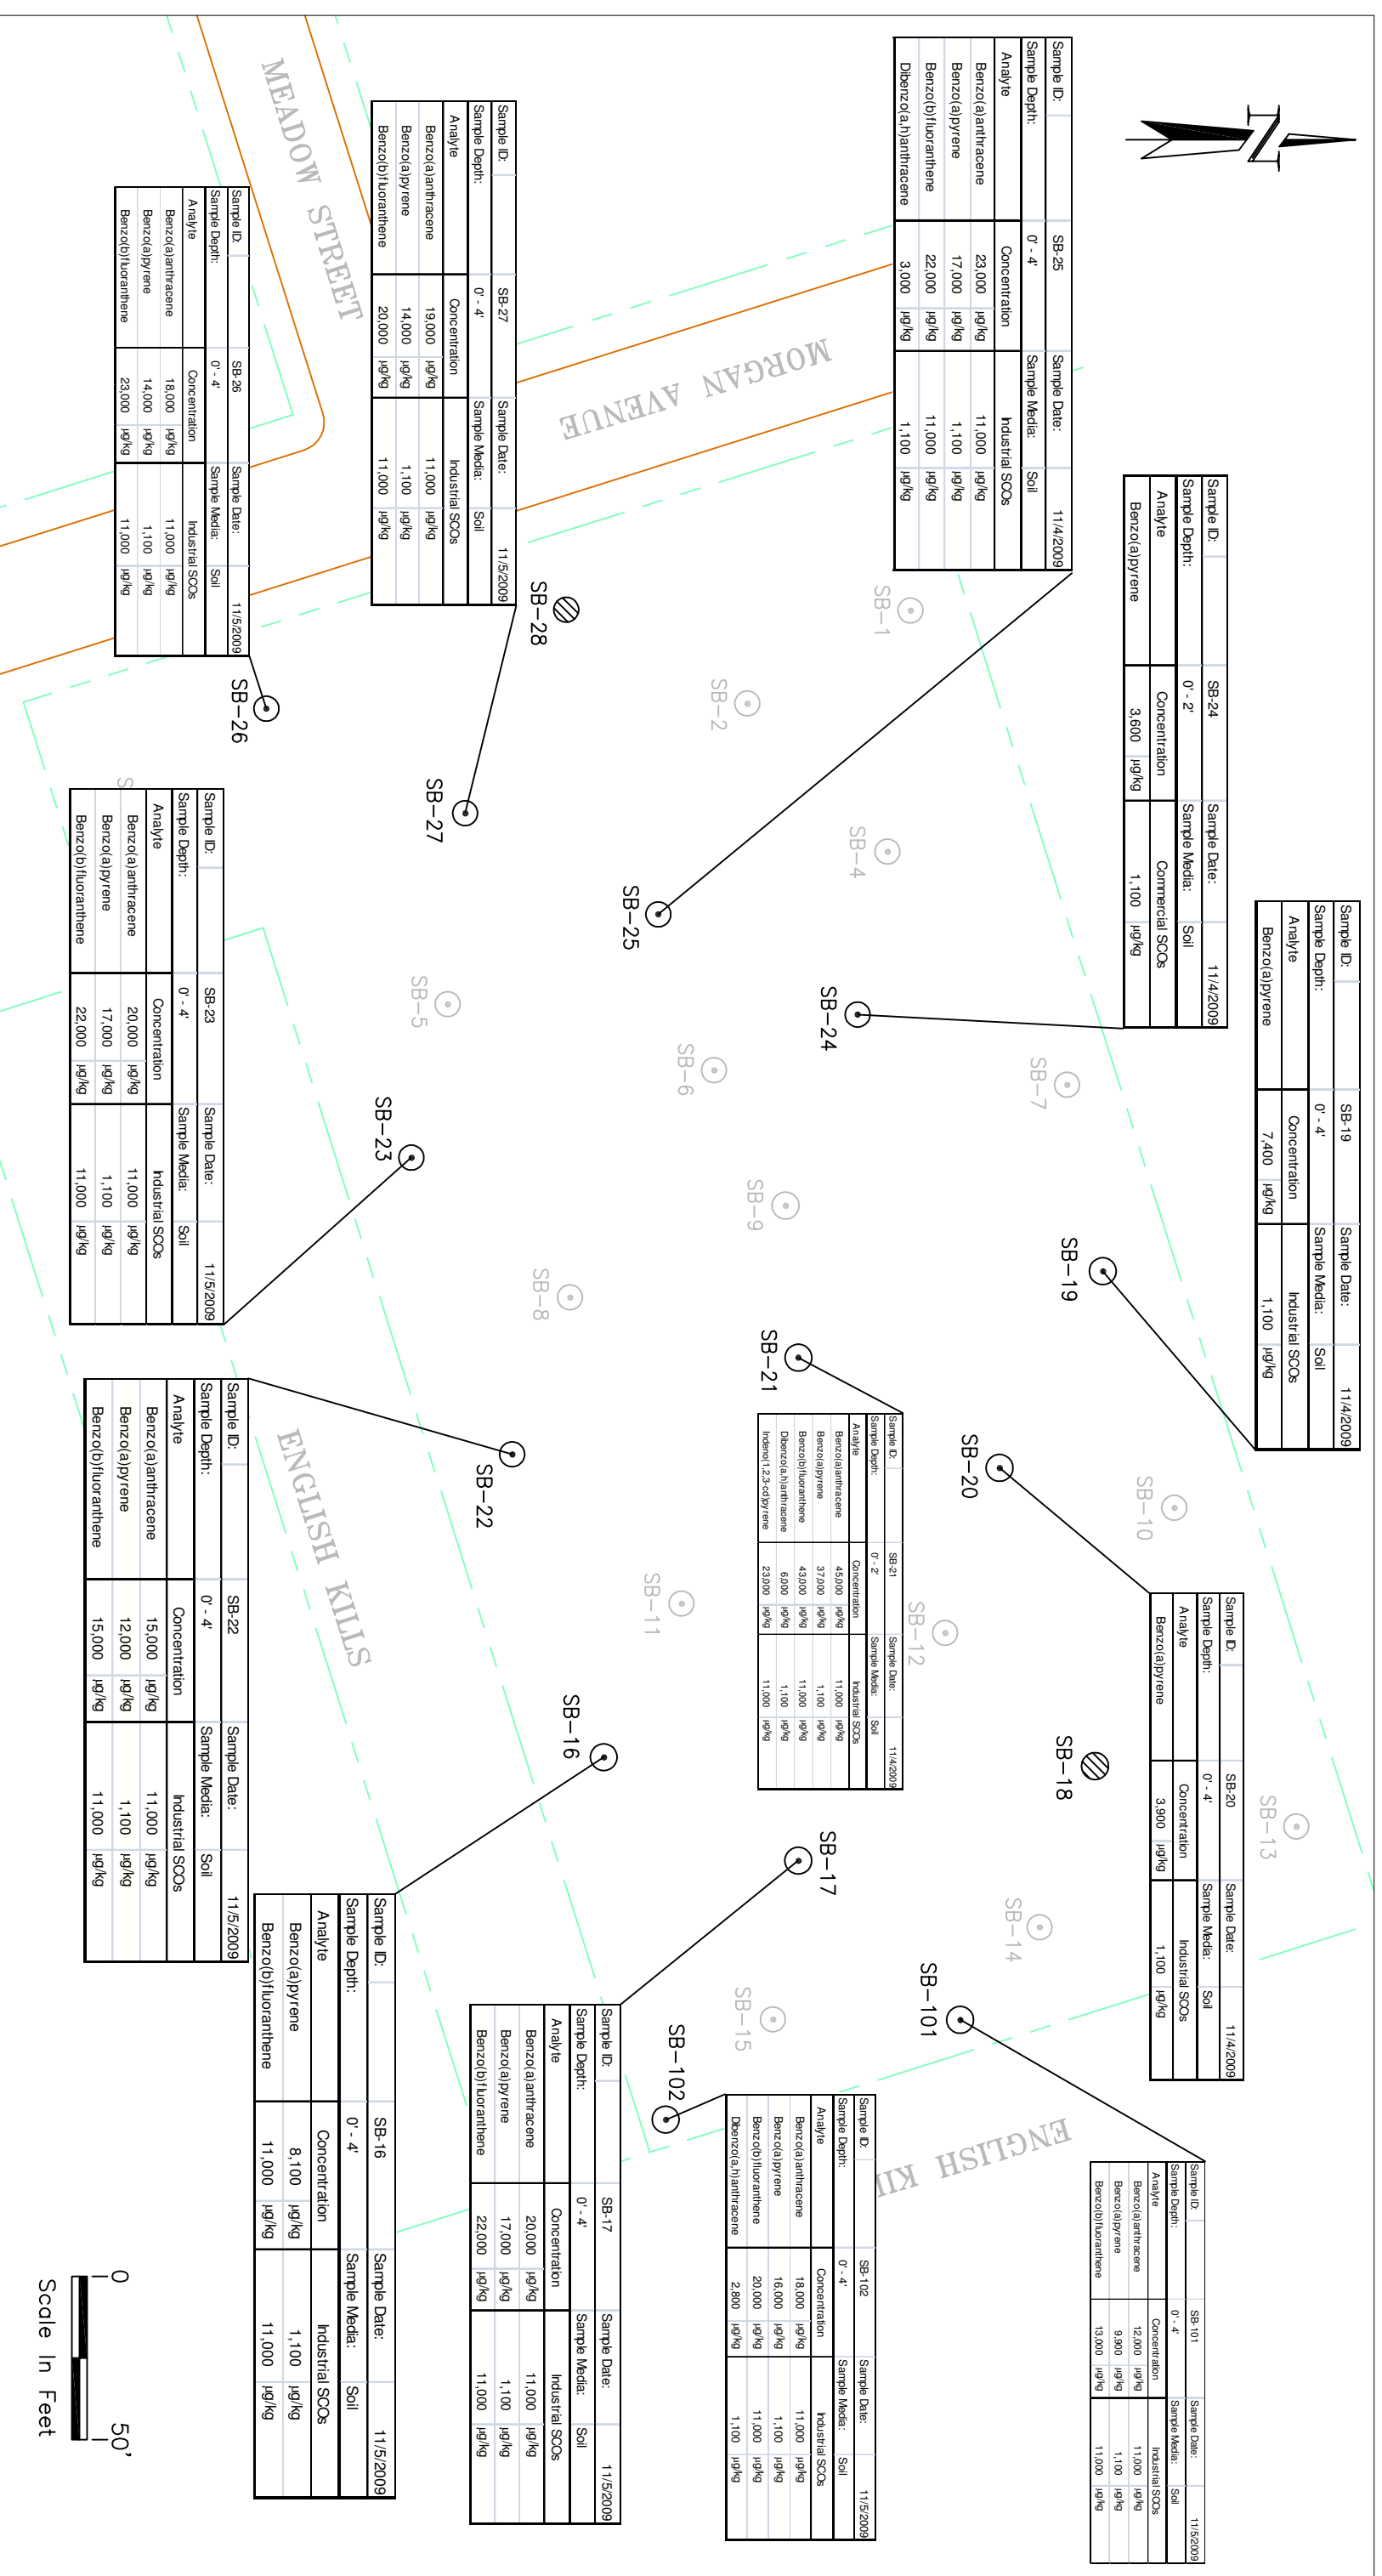 Sample ID: SB-19 Sample Date: 11/4/2009
Sample Depth: 0' - 4' Sample Media: Soil
Analyte Concentration Industrial SCOs
Benzo(a)pyrene 7,400 µg/kg 1,100 µg/kg
Sample ID: SB-24 Sample Date: 11/4/2009
Sample Depth: 0' - 2' Sample Media: Soil
Analyte Concentration Commercial SCOs
Benzo(a)pyrene 3,600 µg/kg 1,100 µg/kg
Sample ID: SB-20 Sample Date: 11/4/2009
Sample Depth: 0' - 4' Sample Media: Soil
Analyte Concentration Industrial SCOs
Benzo(a)pyrene 3,900 µg/kg 1,100 µg/kg
Sample ID: SB-101 Sample Date: 11/5/2009
Sample Depth: 0' - 4' Sample Media: Soil
Analyte Concentration Industrial SCOs
Benzo(a)anthracene 12,000 µg/kg 11,000 µg/kg
Benzo(a)pyrene 9,900 µg/kg 1,100 µg/kg
Benzo(b)fluoranthene 13,000 µg/kg 11,000 µg/kg
Sample ID: SB-25 Sample Date: 11/4/2009
Sample Depth: 0' - 4' Sample Media: Soil
Analyte Concentration Industrial SCOs
Benzo(a)anthracene 23,000 µg/kg 11,000 µg/kg
Benzo(a)pyrene 17,000 µg/kg 1,100 µg/kg
Benzo(b)fluoranthene 22,000 µg/kg 11,000 µg/kg
Dibenzo(a,h)anthracene 3,000 µg/kg 1,100 µg/kg
SB-13
SB-10
SB-19
SB-18
SB-7
SB-14
SB-20
SB-101
SB-12
SB-1
SB-4
SB-24
ENGLISH KIL
Sample ID: SB-21 Sample Date: 11/4/2009
Sample Depth: 0' - 2' Sample Media: Soil
Analyte Concentration Industrial SCOs
Benzo(a)anthracene 45,000 µg/kg 11,000 µg/kg
Benzo(a)pyrene 37,000 µg/kg 1,100 µg/kg
Benzo(b)fluoranthene 43,000 µg/kg 11,000 µg/kg
Dibenzo(a,h)anthracene 6,000 µg/kg 1,100 µg/kg
Indeno(1,2,3-cd)pyrene 23,000 µg/kg 11,000 µg/kg
Sample ID: SB-102 Sample Date: 11/5/2009
Sample Depth: 0' - 4' Sample Media: Soil
Analyte Concentration Industrial SCOs
Benzo(a)anthracene 18,000 µg/kg 11,000 µg/kg
Benzo(a)pyrene 16,000 µg/kg 1,100 µg/kg
Benzo(b)fluoranthene 20,000 µg/kg 11,000 µg/kg
Dibenzo(a,h)anthracene 2,800 µg/kg 1,100 µg/kg
SB-17
SB-21
SB-9
SB-15
SB-2
SB-6
SB-102
MORGAN AVENUE
SB-11
SB-25
SB-16
SB-8
SB-28
Sample ID: SB-17 Sample Date: 11/5/2009
Sample Depth: 0' - 4' Sample Media: Soil
Analyte Concentration Industrial SCOs
Benzo(a)anthracene 20,000 µg/kg 11,000 µg/kg
Benzo(a)pyrene 17,000 µg/kg 1,100 µg/kg
Benzo(b)fluoranthene 22,000 µg/kg 11,000 µg/kg
Sample ID: SB-27 Sample Date: 11/5/2009
Sample Depth: 0' - 4' Sample Media: Soil
Analyte Concentration Industrial SCOs
Benzo(a)anthracene 19,000 µg/kg 11,000 µg/kg
Benzo(a)pyrene 14,000 µg/kg 1,100 µg/kg
Benzo(b)fluoranthene 20,000 µg/kg 11,000 µg/kg
SB-22
SB-27
SB-5
SB-23
Sample ID: SB-16 Sample Date: 11/5/2009
Sample Depth: 0' - 4' Sample Media: Soil
Analyte Concentration Industrial SCOs
Benzo(a)pyrene 8,100 µg/kg 1,100 µg/kg
Benzo(b)fluoranthene 11,000 µg/kg 11,000 µg/kg
MEADOW STREET
ENGLISH KILLS
SB-26
Sample ID: SB-26 Sample Date: 11/5/2009
Sample Depth: 0' - 4' Sample Media: Soil
Analyte Concentration Industrial SCOs
Benzo(a)anthracene 18,000 µg/kg 11,000 µg/kg
Benzo(a)pyrene 14,000 µg/kg 1,100 µg/kg
Benzo(b)fluoranthene 23,000 µg/kg 11,000 µg/kg
Sample ID: SB-22 Sample Date: 11/5/2009
Sample Depth: 0' - 4' Sample Media: Soil
Analyte Concentration Industrial SCOs
Benzo(a)anthracene 15,000 µg/kg 11,000 µg/kg
Benzo(a)pyrene 12,000 µg/kg 1,100 µg/kg
Benzo(b)fluoranthene 15,000 µg/kg 11,000 µg/kg
Sample ID: SB-23 Sample Date: 11/5/2009
Sample Depth: 0' - 4' Sample Media: Soil
Analyte Concentration Industrial SCOs
Benzo(a)anthracene 20,000 µg/kg 11,000 µg/kg
Benzo(a)pyrene 17,000 µg/kg 1,100 µg/kg
Benzo(b)fluoranthene 22,000 µg/kg 11,000 µg/kg
0 50'
Scale In Feet